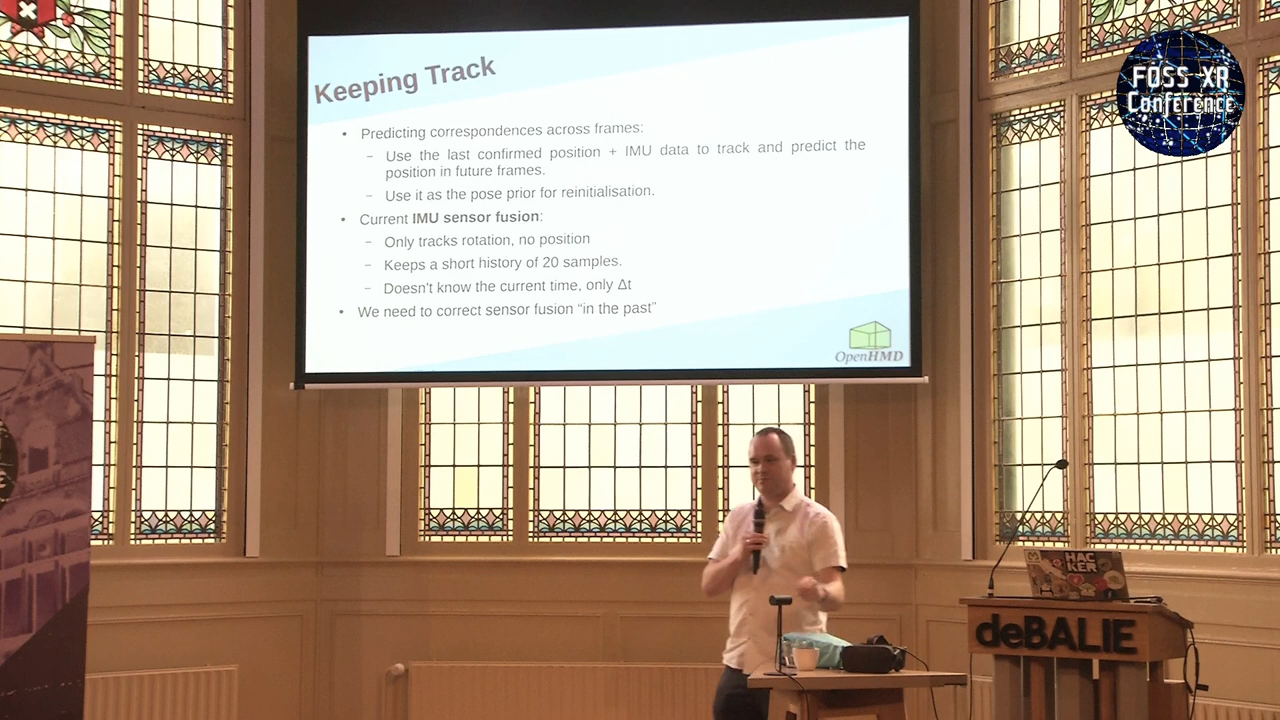 Keeping Track
• Predicting correspondences across frames:
– Use the last confirmed position + IMU data to track and predict the
position in future frames.
– Use it as the pose prior for reinitialisation.
• Current IMU sensor fusion:
– Only tracks rotation, no position
– Keeps a short history of 20 samples.
– Doesn't know the current time, only Δt
• We need to correct sensor fusion “in the past”
OpenHMD
FOSS XR
Conference
HAC
KER
deBALIE